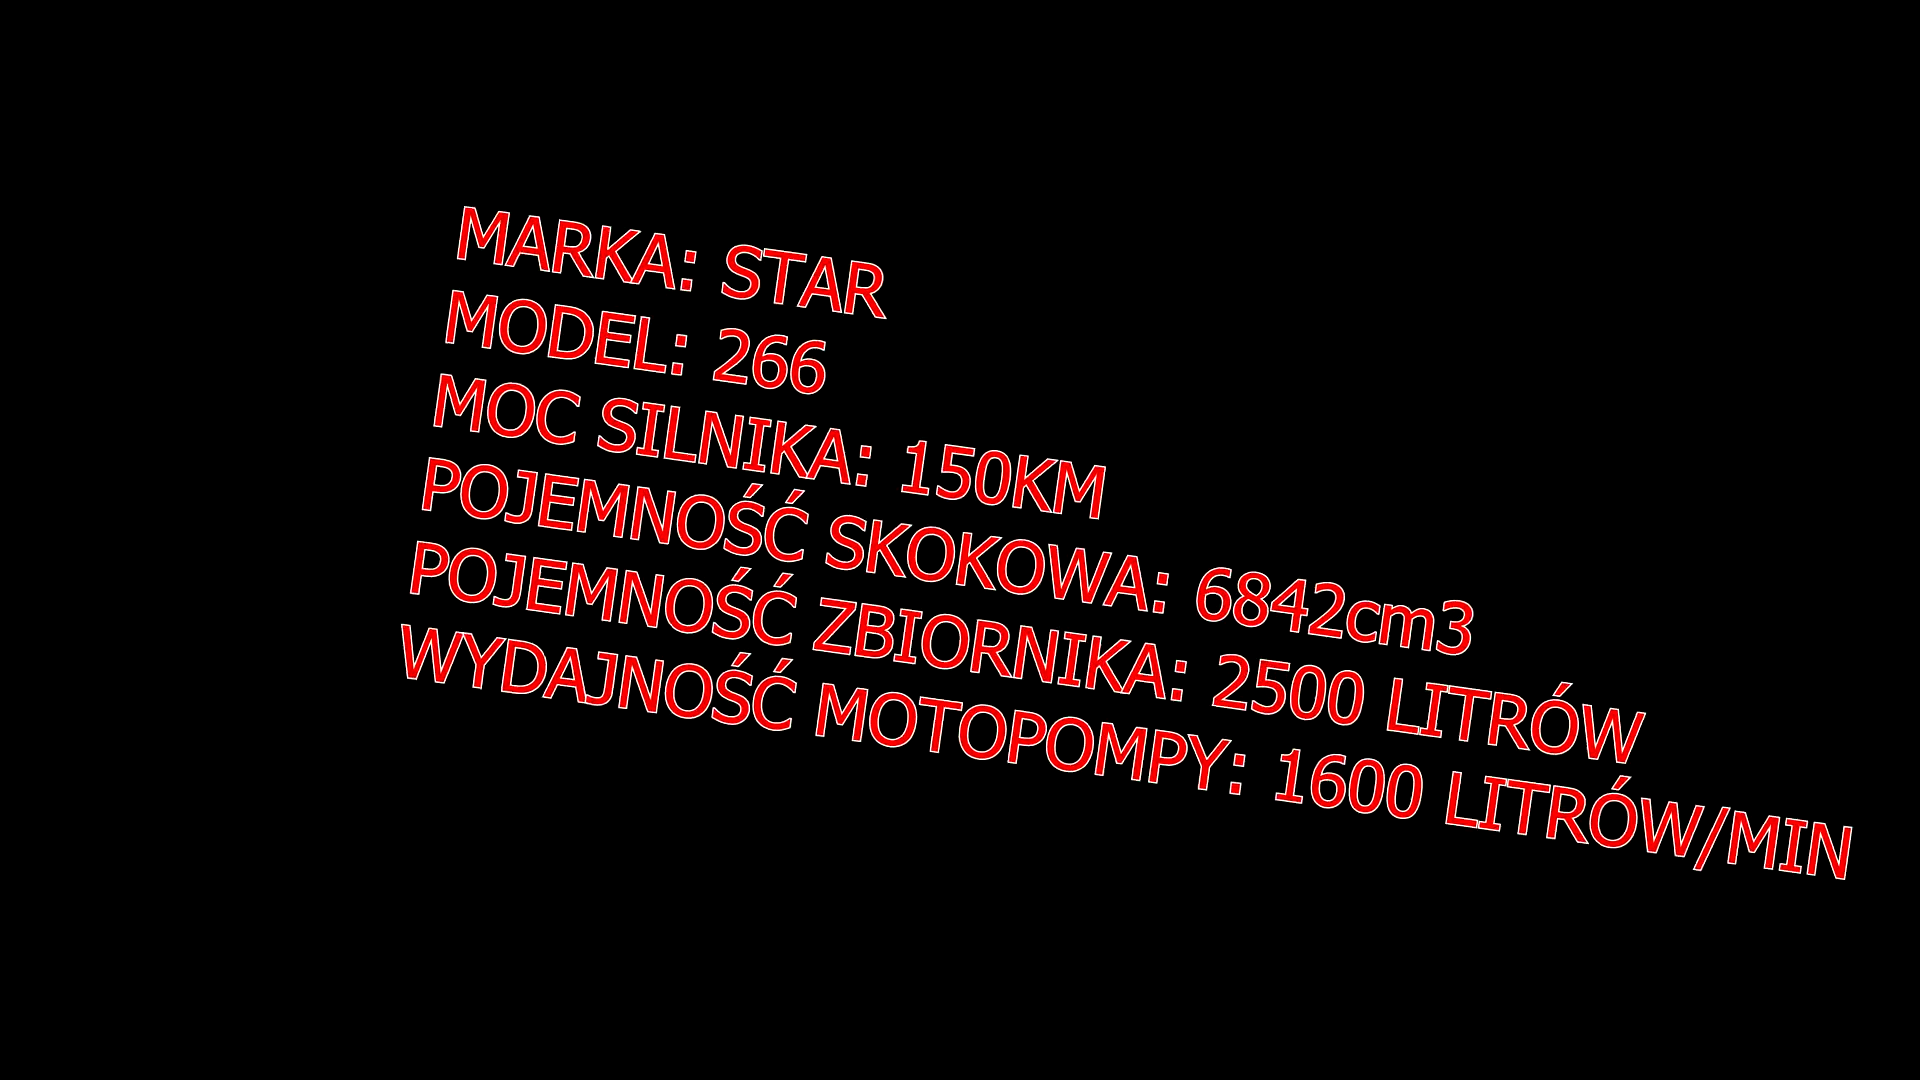 MARKA: STAR
MODEL: 266
MOC SILNIKA: 150KM
POJEMNOŚĆ SKOKOWA: 6842cm3
POJEMNOŚĆ ZBIORNIKA: 2500 LITRÓW
WYDAJNOŚĆ MOTOPOMPY: 1600 LITRÓW/MIN